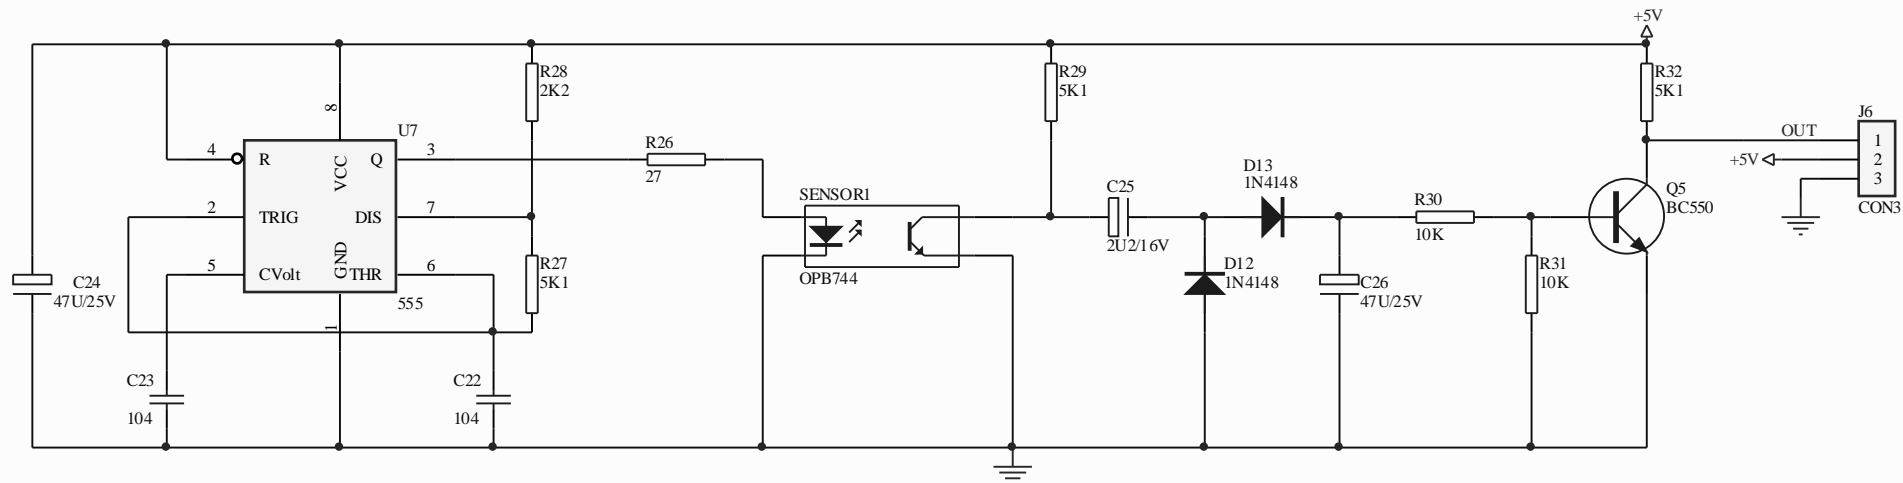 +5V
R28
2K2
R29
5K1
R32
5K1
J6
8
U7
4
R
VCC
Q
3
R26
27
OUT
1
+5V
2
3
CON3
D13
1N4148
SENSOR1
C25
R30
10K
Q5
BC550
2
TRIG
DIS
7
2U2/16V
5
CVolt
GND
THR
6
R27
5K1
OPB744
D12
1N4148
R31
10K
C24
47U/25V
555
C26
47U/25V
1
C23
104
C22
104